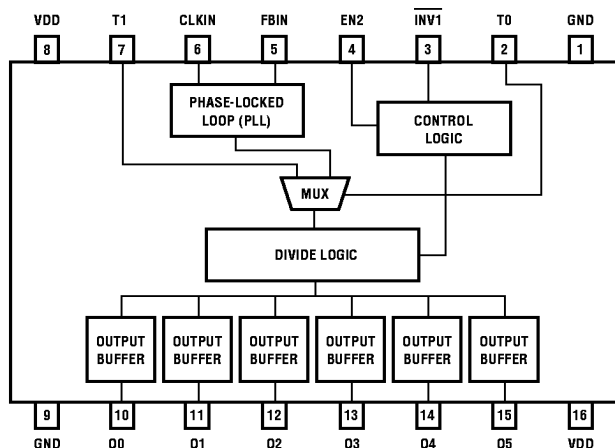 VDD T1 CLKIN FBIN EN2 INV1 T0 GND
8 7 6 5 4 3 2 1
PHASE-LOCKED
LOOP (PLL)
CONTROL
LOGIC
MUX
DIVIDE LOGIC
OUTPUT
BUFFER
OUTPUT
BUFFER
OUTPUT
BUFFER
OUTPUT
BUFFER
OUTPUT
BUFFER
OUTPUT
BUFFER
9 10 11 12 13 14 15 16
GND O0 O1 O2 O3 O4 O5 VDD